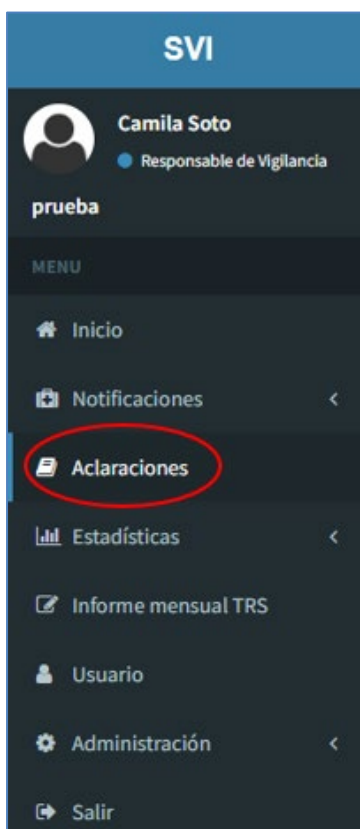 SVI
Camila Soto
Responsable de Vigilancia
prueba
MENU
Inicio
Notificaciones
Aclaraciones
Estadísticas
Informe mensual TRS
Usuario
Administración
Salir